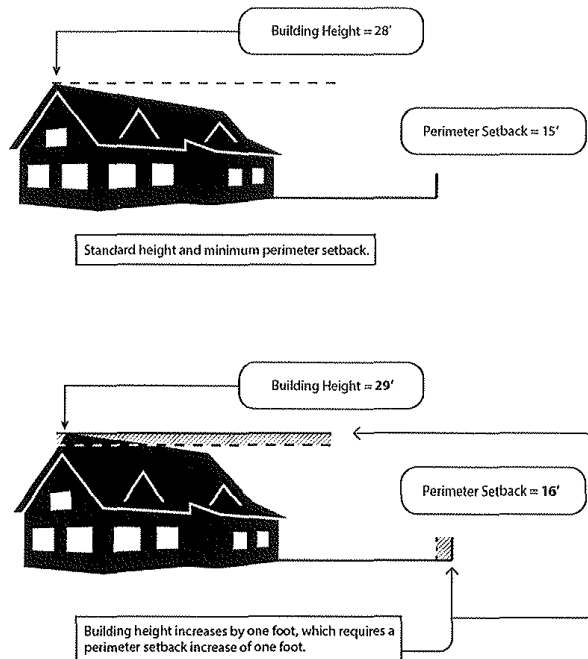 Building Height = 28'
Perimeter Setback = 15'
Standard height and minimum perimeter setback.
Building Height = 29'
Perimeter Setback = 16'
Building height increases by one foot, which requires a
perimeter setback increase of one foot.